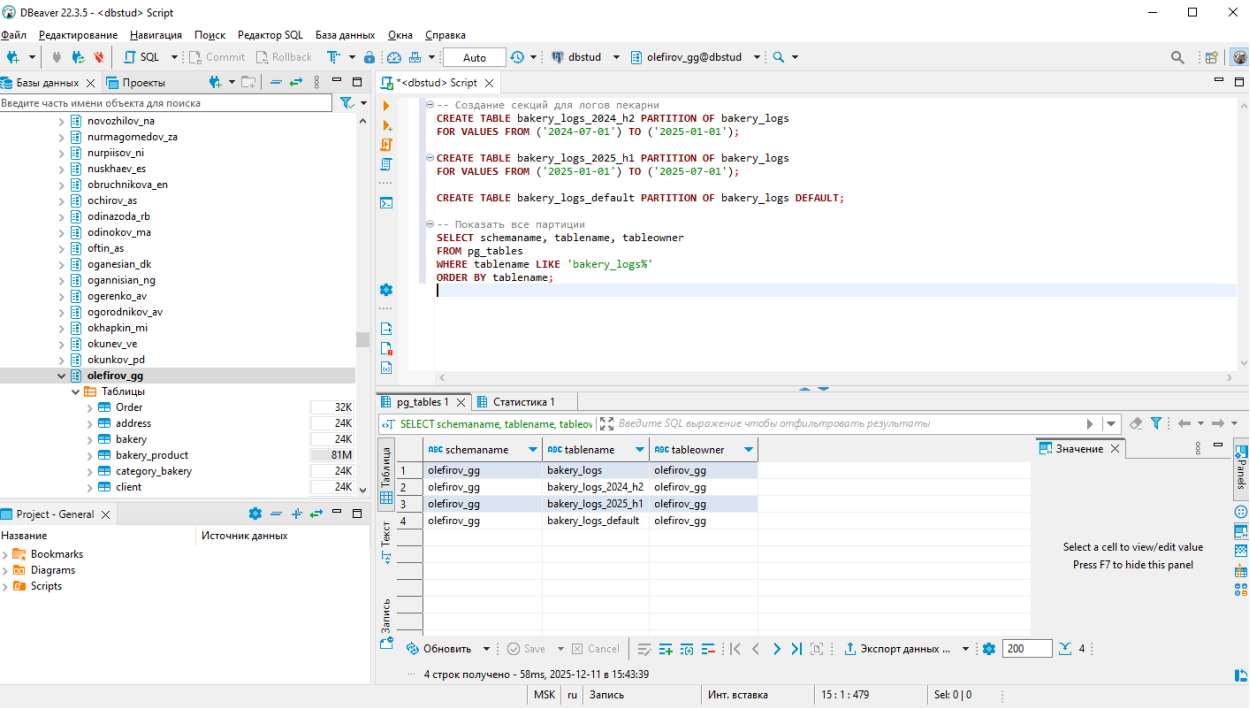 DBeaver 22.3.5 - <dbstud> Script
Файл Редактирование Навигация Поиск Редактор SQL База данных Окна Справка
SQL Commit Rollback Auto dbstud olefirov_gg@dbstud
Базы данных Проекты
Введите часть имени объекта для поиска
novozhilov_na
nurmagomedov_za
nurpiisov_ni
nuskhaev_es
obruchnikova_en
ochirov_as
odinazoda_rb
odinokov_ma
oftin_as
oganesian_dk
ogannisian_ng
ogerenko_av
ogorodnikov_av
okhapkin_mi
okunev_ve
okunkov_pd
olefirov_gg
Таблицы
Order 32K
address 24K
bakery 24K
bakery_product 81M
category_bakery 24K
client 24K
Project - General
Название Источник данных
Bookmarks
Diagrams
Scripts
*<dbstud> Script
-- Создание секций для логов пекарни
CREATE TABLE bakery_logs_2024_h2 PARTITION OF bakery_logs
FOR VALUES FROM ('2024-07-01') TO ('2025-01-01');
CREATE TABLE bakery_logs_2025_h1 PARTITION OF bakery_logs
FOR VALUES FROM ('2025-01-01') TO ('2025-07-01');
CREATE TABLE bakery_logs_default PARTITION OF bakery_logs DEFAULT;
-- Показать все партиции
SELECT schemaname, tablename, tableowner
FROM pg_tables
WHERE tablename LIKE 'bakery_logs%'
ORDER BY tablename;
pg_tables 1 Статистика 1
SELECT schemaname, tablename, tableow Введите SQL выражение чтобы отфильтровать результаты
Таблица
Текст
Запись
ABC schemaname ABC tablename ABC tableowner
1 olefirov_gg bakery_logs olefirov_gg
2 olefirov_gg bakery_logs_2024_h2 olefirov_gg
3 olefirov_gg bakery_logs_2025_h1 olefirov_gg
4 olefirov_gg bakery_logs_default olefirov_gg
Значение
Select a cell to view/edit value
Press F7 to hide this panel
Panels
Обновить Save Cancel Экспорт данных ... 200 4
4 строк получено - 58ms, 2025-12-11 в 15:43:39
MSK ru Запись Инт. вставка 15 : 1 : 479 Sel: 0 | 0